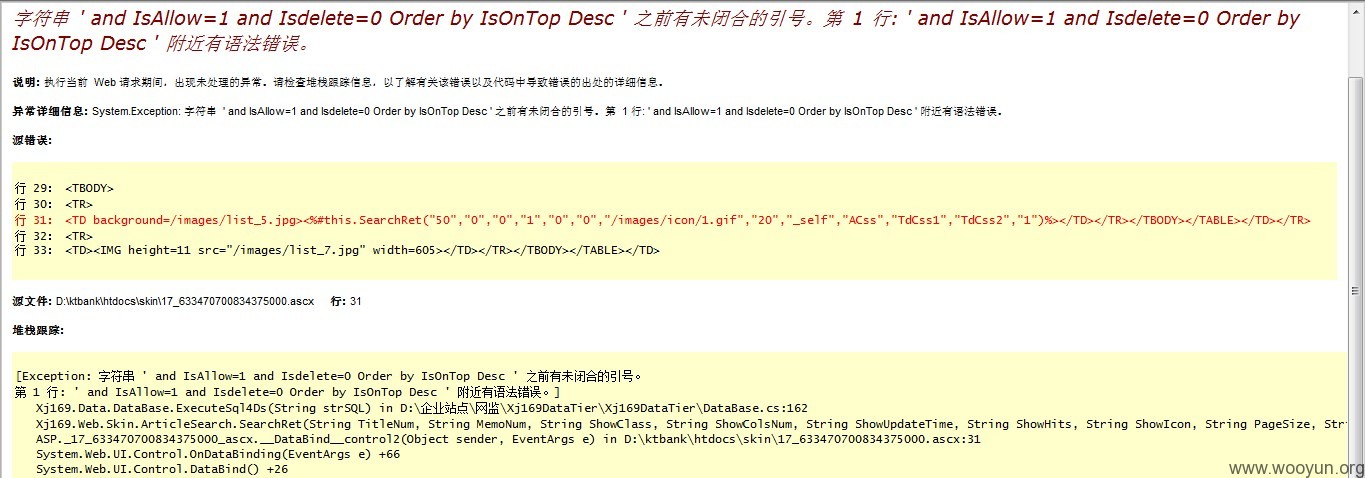 字符串 ' and IsAllow=1 and Isdelete=0 Order by IsOnTop Desc ' 之前有未闭合的引号。第 1 行: ' and IsAllow=1 and Isdelete=0 Order by
IsOnTop Desc ' 附近有语法错误。
说明: 执行当前 Web 请求期间，出现未处理的异常。请检查堆栈跟踪信息，以了解有关该错误以及代码中导致错误的出处的详细信息。
异常详细信息: System.Exception: 字符串 ' and IsAllow=1 and Isdelete=0 Order by IsOnTop Desc ' 之前有未闭合的引号。第 1 行: ' and IsAllow=1 and Isdelete=0 Order by IsOnTop Desc ' 附近有语法错误。
源错误:
行 29: <TBODY>
行 30: <TR>
行 31: <TD background=/images/list_5.jpg><%#this.SearchRet("50","0","0","1","0","0","/images/icon/1.gif","20","_self","ACss","TdCss1","TdCss2","1")%></TD></TR></TBODY></TABLE></TD></TR>
行 32: <TR>
行 33: <TD><IMG height=11 src="/images/list_7.jpg" width=605></TD></TR></TBODY></TABLE></TD>
源文件: D:\ktbank\htdocs\skin\17_633470700834375000.ascx 行: 31
堆栈跟踪:
[Exception: 字符串 ' and IsAllow=1 and Isdelete=0 Order by IsOnTop Desc ' 之前有未闭合的引号。
第 1 行: ' and IsAllow=1 and Isdelete=0 Order by IsOnTop Desc ' 附近有语法错误。]
Xj169.Data.DataBase.ExecuteSql4Ds(String strSQL) in D:\企业站点\网监\Xj169DataTier\Xj169DataTier\DataBase.cs:162
Xj169.Web.Skin.ArticleSearch.SearchRet(String TitleNum, String MemoNum, String ShowClass, String ShowColsNum, String ShowUpdateTime, String ShowHits, String ShowIcon, String PageSize, Str
ASP._17_633470700834375000_ascx.__DataBind__control2(Object sender, EventArgs e) in D:\ktbank\htdocs\skin\17_633470700834375000.ascx:31
System.Web.UI.Control.OnDataBinding(EventArgs e) +66
System.Web.UI.Control.DataBind() +26
www.wooyun.org